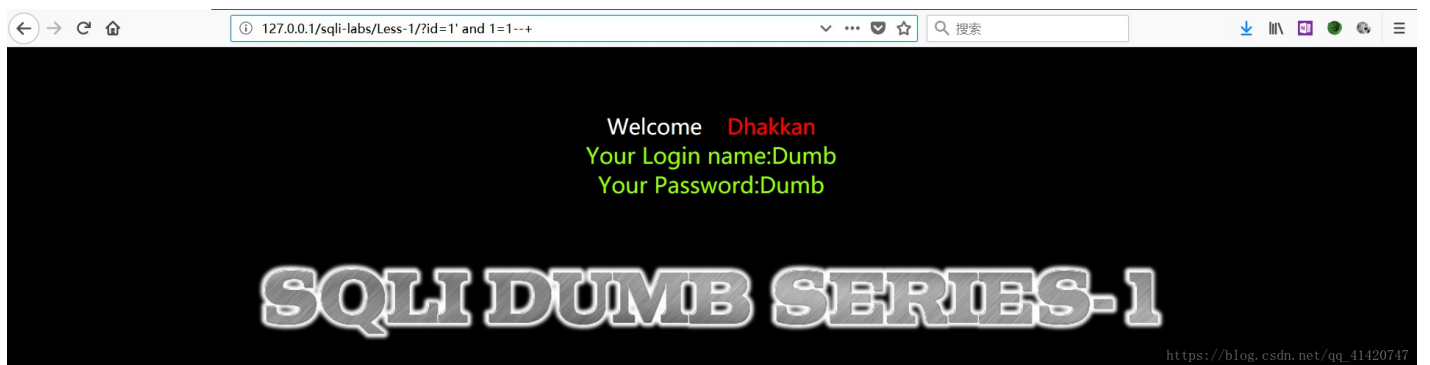 127.0.0.1/sqli-labs/Less-1/?id=1' and 1=1--+
搜索
Welcome Dhakkan
Your Login name:Dumb
Your Password:Dumb
SQLI DUMB SERIES-1
https://blog.csdn.net/qq_41420747